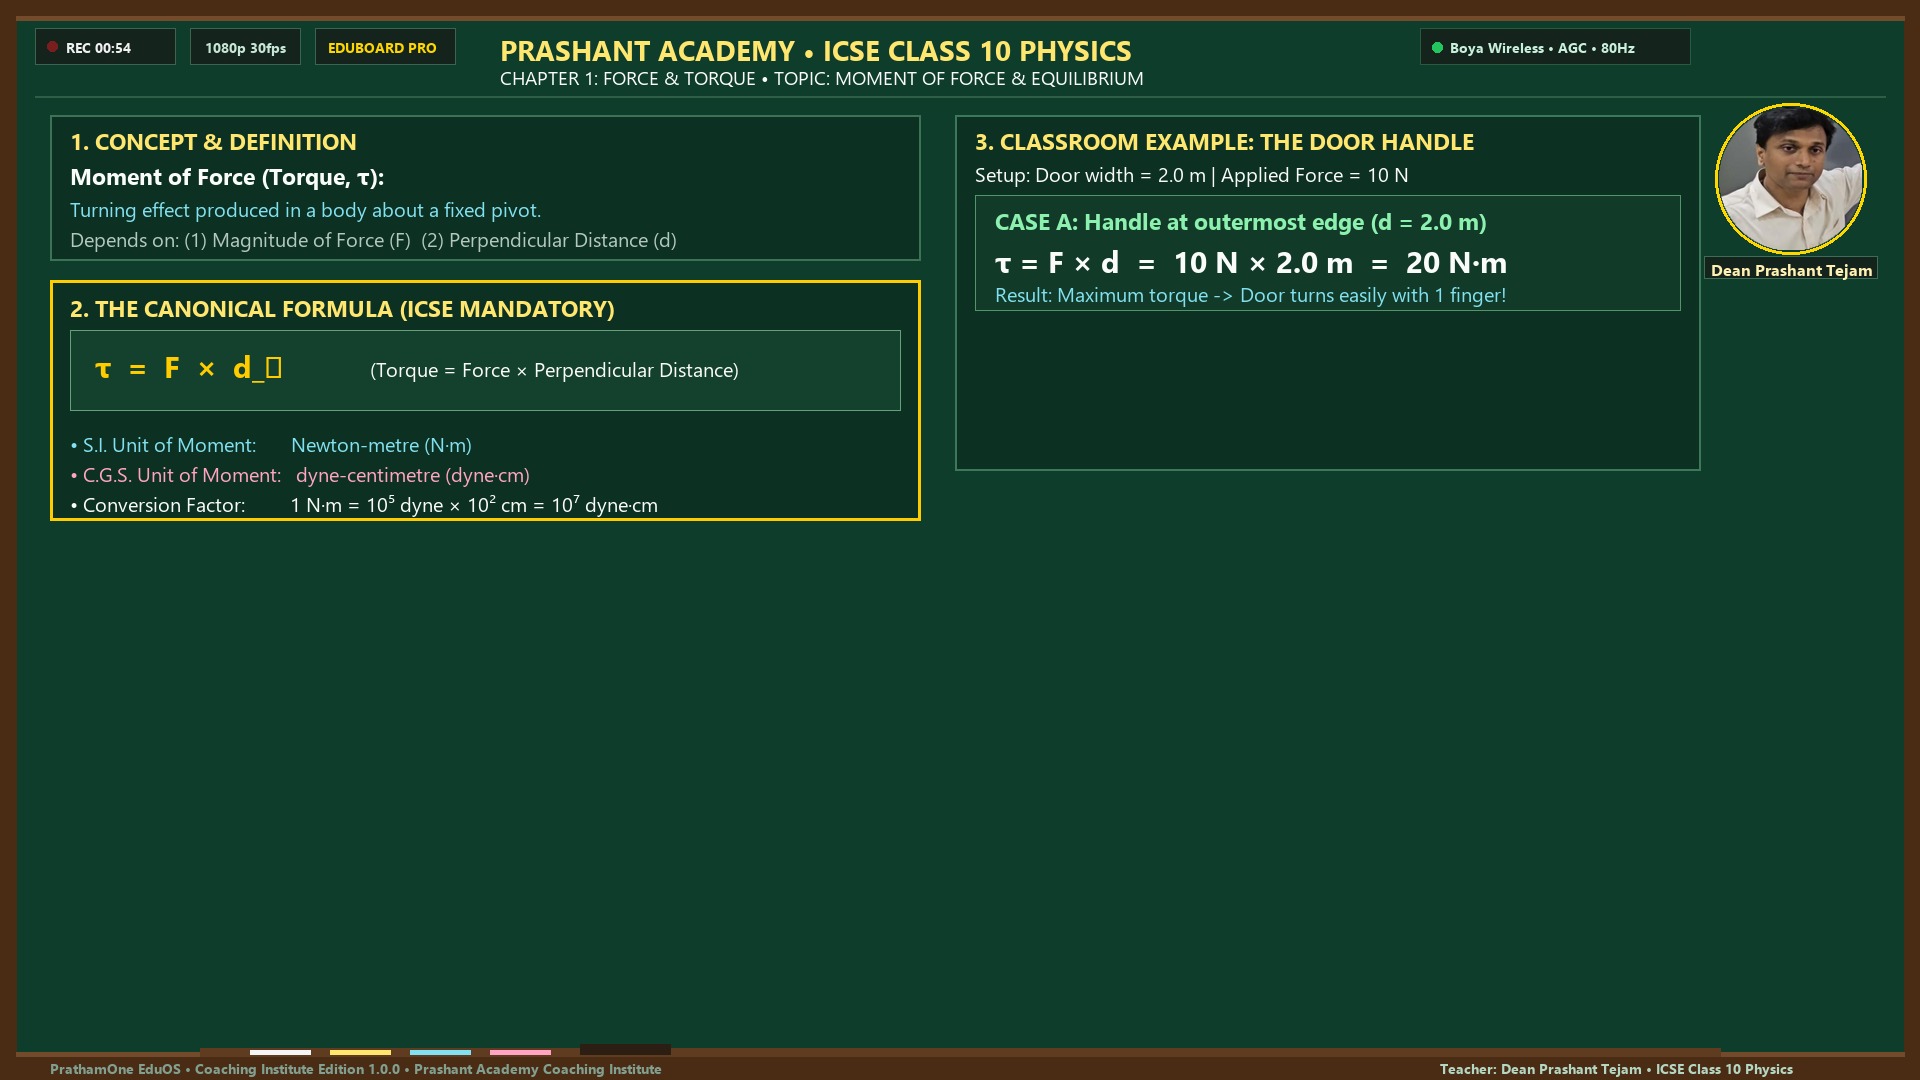 REC 00:54
1080p 30fps
EDUBOARD PRO
PRASHANT ACADEMY • ICSE CLASS 10 PHYSICS
CHAPTER 1: FORCE & TORQUE • TOPIC: MOMENT OF FORCE & EQUILIBRIUM
Boya Wireless • AGC • 80Hz
1. CONCEPT & DEFINITION
Moment of Force (Torque, τ):
Turning effect produced in a body about a fixed pivot.
Depends on: (1) Magnitude of Force (F) (2) Perpendicular Distance (d)
2. THE CANONICAL FORMULA (ICSE MANDATORY)
τ = F × d_▯
(Torque = Force × Perpendicular Distance)
• S.I. Unit of Moment: Newton-metre (N·m)
• C.G.S. Unit of Moment: dyne-centimetre (dyne·cm)
• Conversion Factor: 1 N·m = 10⁵ dyne × 10² cm = 10⁷ dyne·cm
3. CLASSROOM EXAMPLE: THE DOOR HANDLE
Setup: Door width = 2.0 m | Applied Force = 10 N
CASE A: Handle at outermost edge (d = 2.0 m)
τ = F × d = 10 N × 2.0 m = 20 N·m
Result: Maximum torque -> Door turns easily with 1 finger!
Dean Prashant Tejam
PrathamOne EduOS • Coaching Institute Edition 1.0.0 • Prashant Academy Coaching Institute
Teacher: Dean Prashant Tejam • ICSE Class 10 Physics